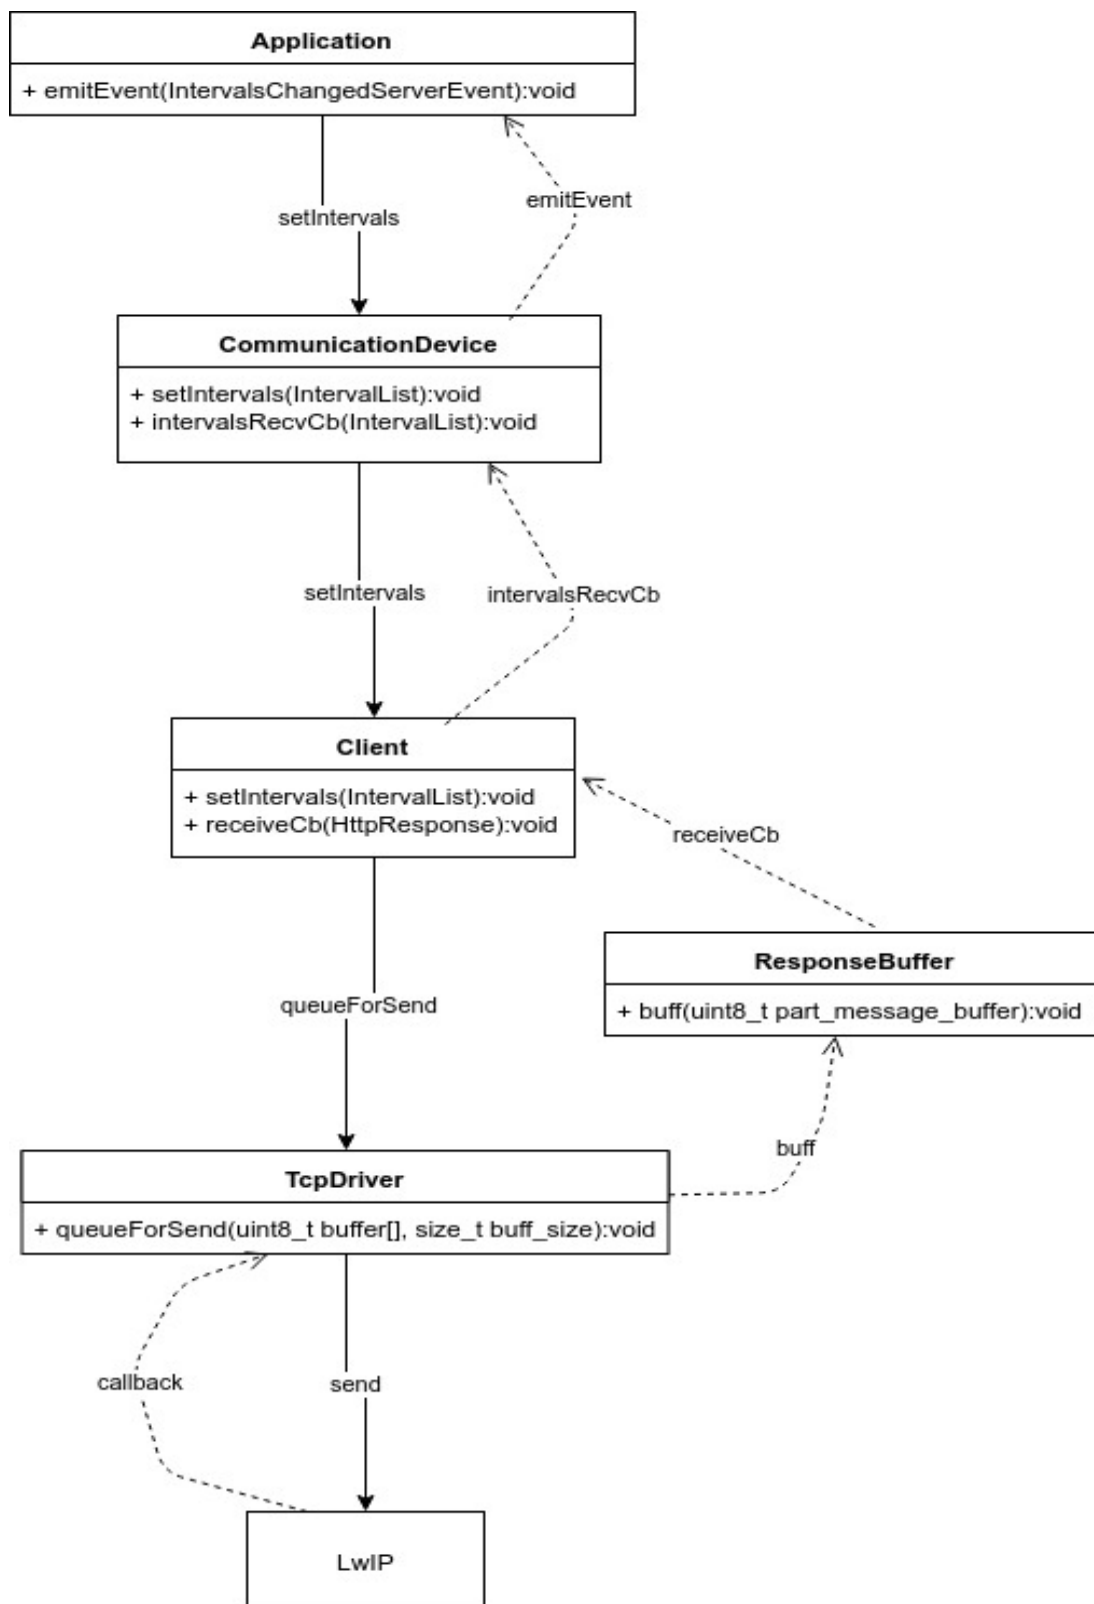 Application
+ emitEvent(IntervalsChangedServerEvent):void
emitEvent
setIntervals
CommunicationDevice
+ setIntervals(IntervalList):void
+ intervalsRecvCb(IntervalList):void
setIntervals
intervalsRecvCb
Client
+ setIntervals(IntervalList):void
+ receiveCb(HttpResponse):void
receiveCb
ResponseBuffer
+ buff(uint8_t part_message_buffer):void
queueForSend
buff
TcpDriver
+ queueForSend(uint8_t buffer[], size_t buff_size):void
callback
send
LwIP